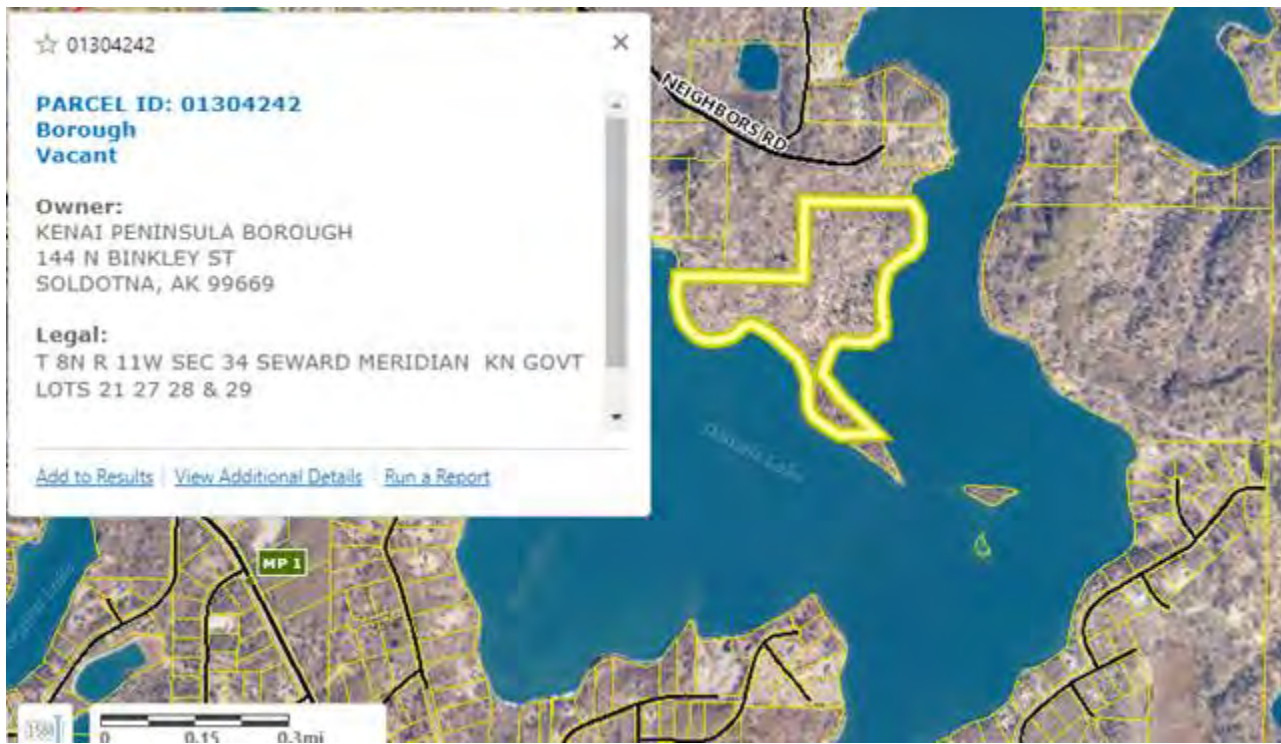 01304242
PARCEL ID: 01304242
Borough
Vacant
Owner:
KENAI PENINSULA BOROUGH
144 N BINKLEY ST
SOLDOTNA, AK 99669
Legal:
T 8N R 11W SEC 34 SEWARD MERIDIAN KN GOVT
LOTS 21 27 28 & 29
Add to Results View Additional Details Run a Report
NEIGHBORS RD
Daniels Lake
MP 1
0 0.15 0.3mi